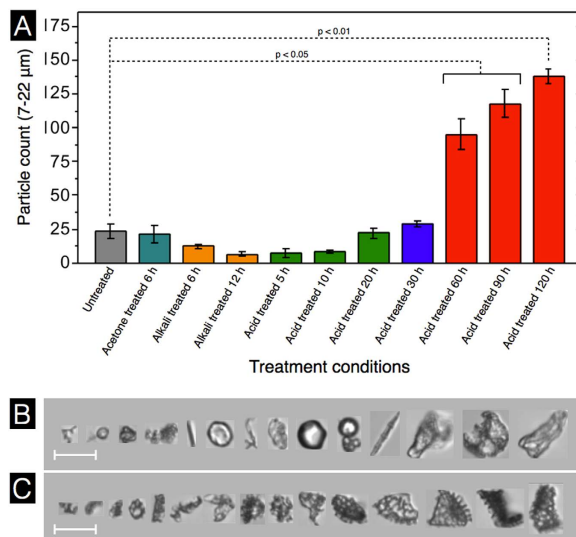 A
175
150
125
100
75
50
25
0
Particle count (7-22 µm)
p < 0.01
p < 0.05
Untreated
Acetone treated 6 h
Alkali treated 6 h
Alkali treated 12 h
Acid treated 5 h
Acid treated 10 h
Acid treated 20 h
Acid treated 30 h
Acid treated 60 h
Acid treated 90 h
Acid treated 120 h
Treatment conditions
B
C